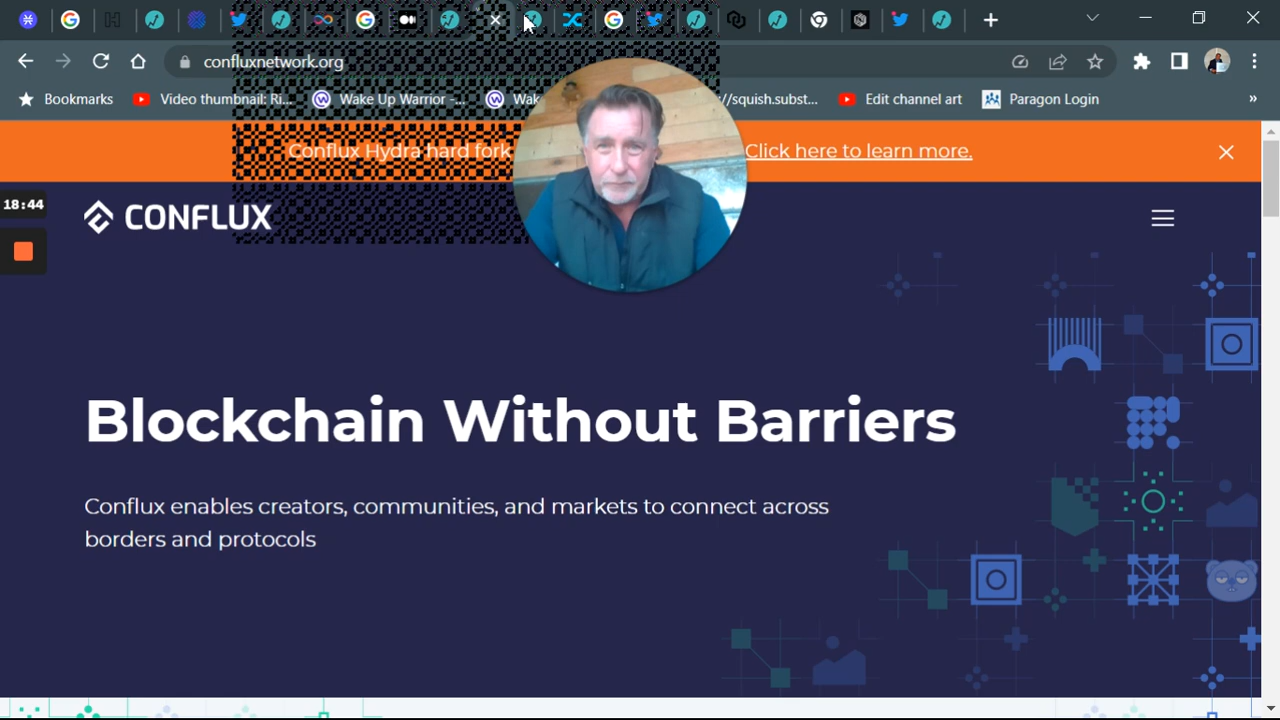 confluxnetwork.org
Bookmarks
Video thumbnail: Ri...
Wake Up Warrior -...
Wak
//squish.subst...
Edit channel art
Paragon Login
»
Conflux Hydra hard fork
Click here to learn more.
18:44
CONFLUX
Blockchain Without Barriers
Conflux enables creators, communities, and markets to connect across
borders and protocols